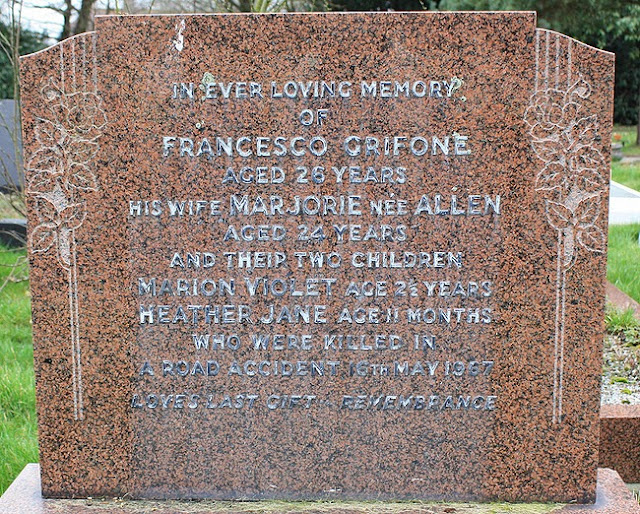 IN EVER LOVING MEMORY
OF
FRANCESCO GRIFONE
AGED 26 YEARS
HIS WIFE MARJORIE NEE ALLEN
AGED 24 YEARS
AND THEIR TWO CHILDREN
MARION VIOLET AGE 2½ YEARS
HEATHER JANE AGE 11 MONTHS
WHO WERE KILLED IN
A ROAD ACCIDENT 16TH MAY 1967
LOVES LAST GIFT - REMEMBRANCE